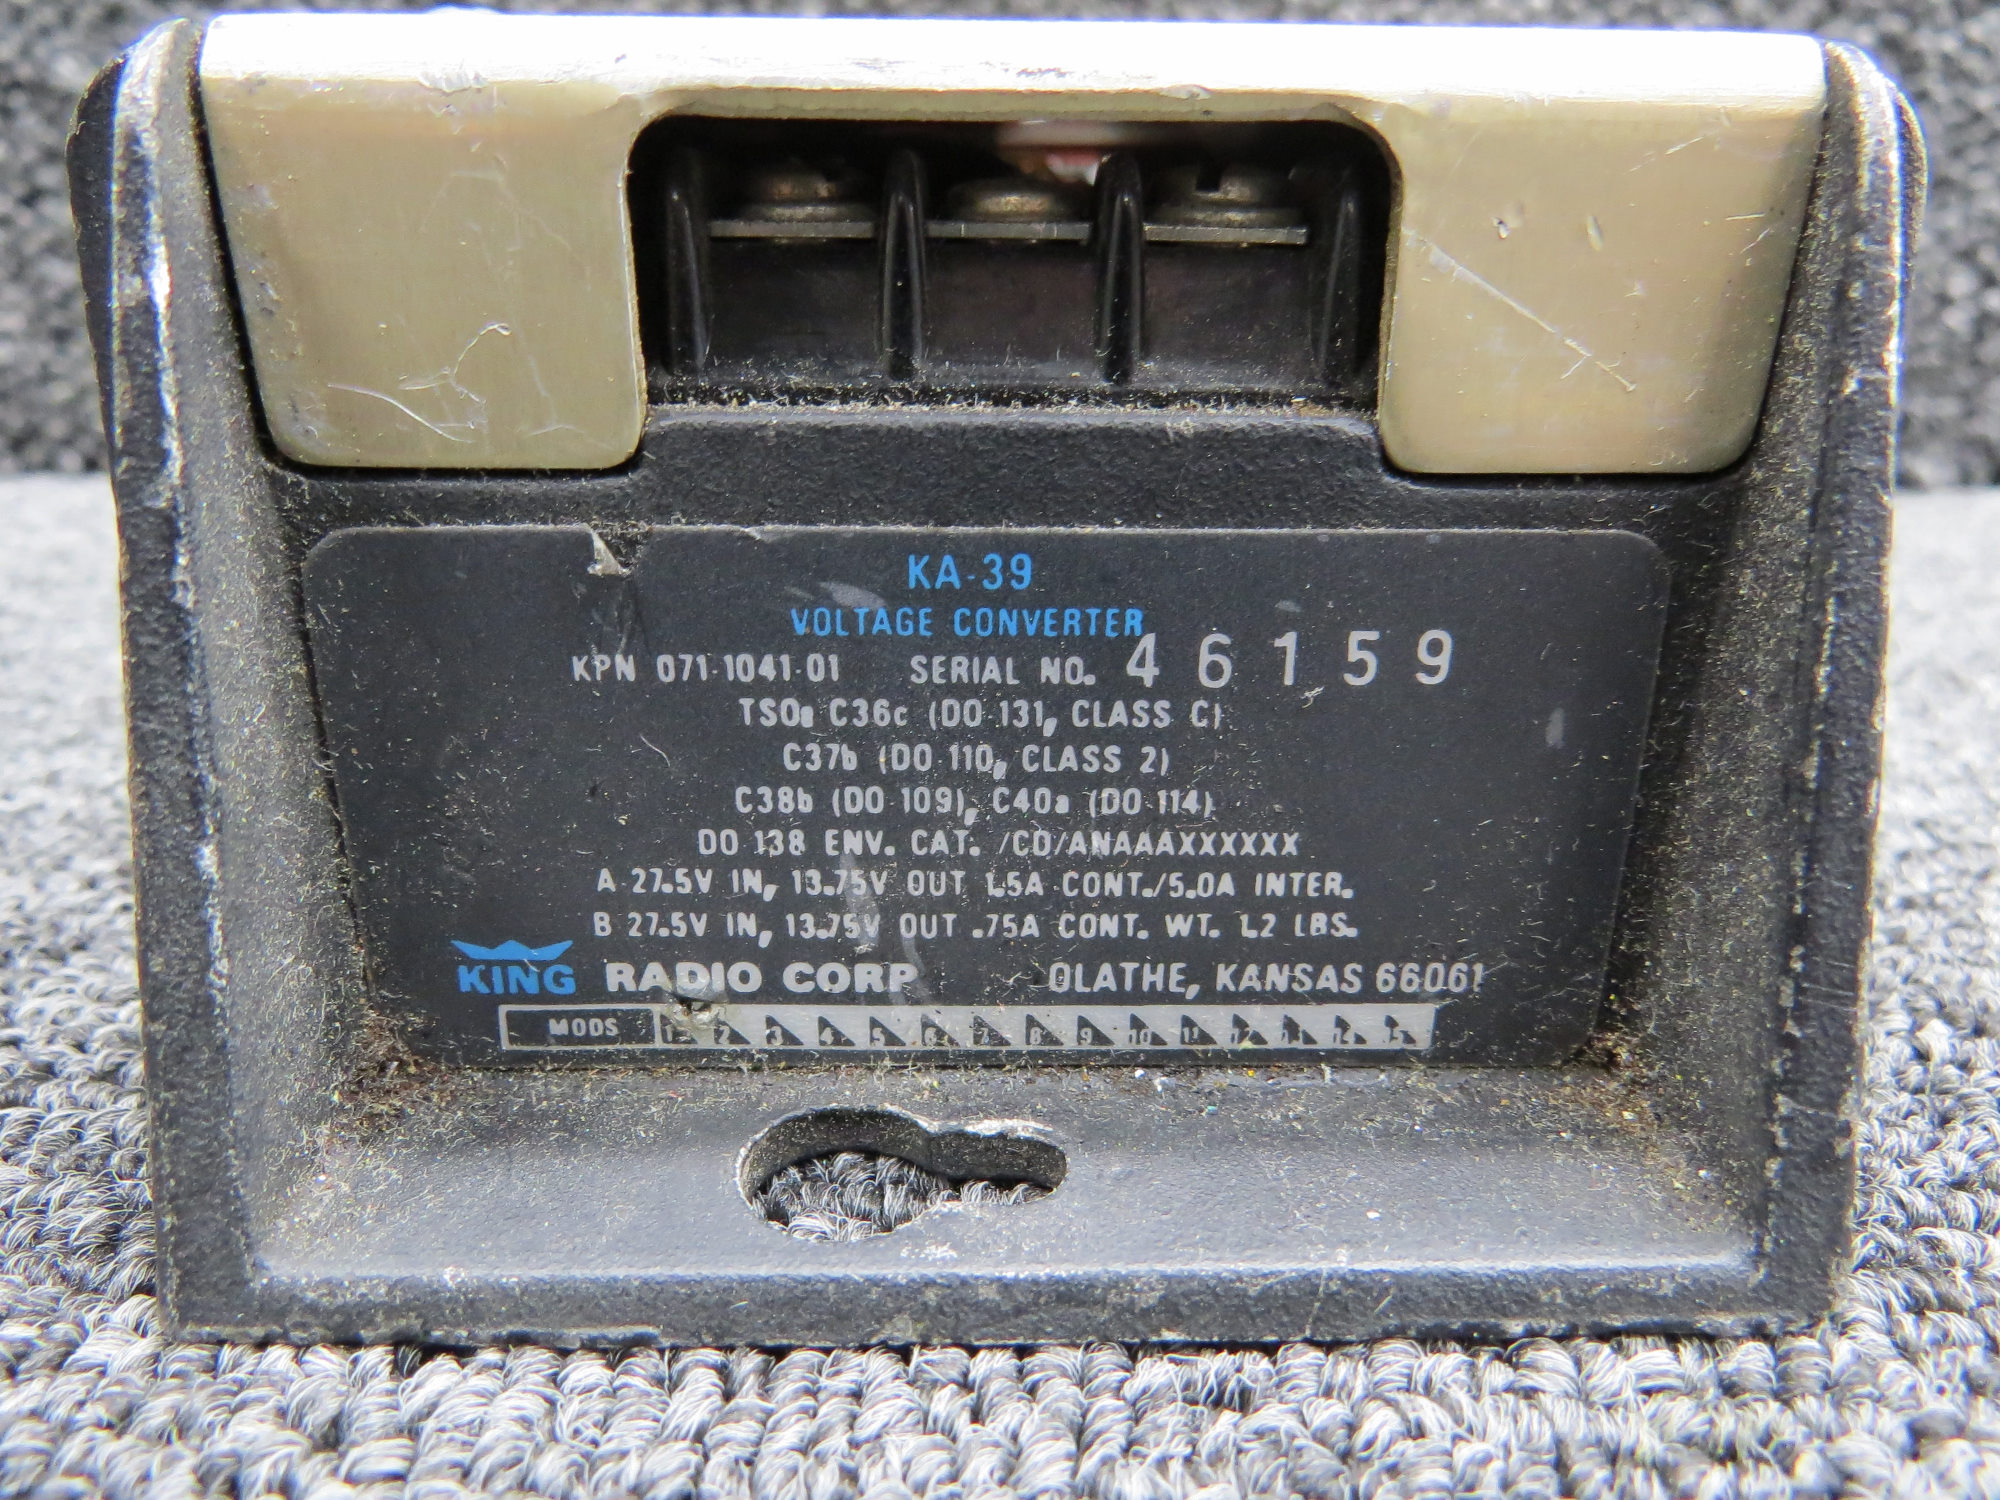 KA-39
VOLTAGE CONVERTER
KPN 071-1041-01 SERIAL NO. 46159
TSO: C36c (DO-131, CLASS C)
C37b (DO-110, CLASS 2)
C38b (DO-109), C40a (DO-114)
DO-138 ENV. CAT. /CD/ANAAAXXXXXX
A-27.5V IN, 13.75V OUT 1.5A CONT./5.0A INTER.
B 27.5V IN, 13.75V OUT .75A CONT. WT. 1.2 LBS.
KING RADIO CORP OLATHE, KANSAS 66061
MODS 1 2 3 4 5 6 7 8 9 10 11 12 13 14 15